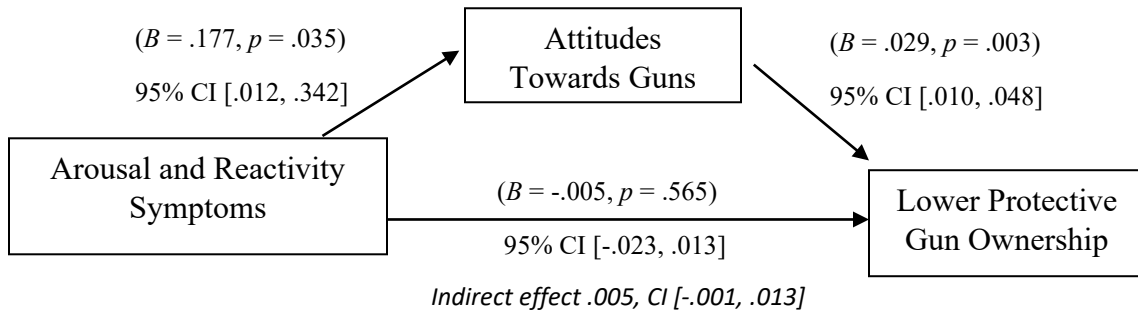 (B = .177, p = .035)
95% CI [.012, .342]
Attitudes
Towards Guns
(B = .029, p = .003)
95% CI [.010, .048]
Arousal and Reactivity
Symptoms
(B = -.005, p = .565)
95% CI [-.023, .013]
Lower Protective
Gun Ownership
Indirect effect .005, CI [-.001, .013]